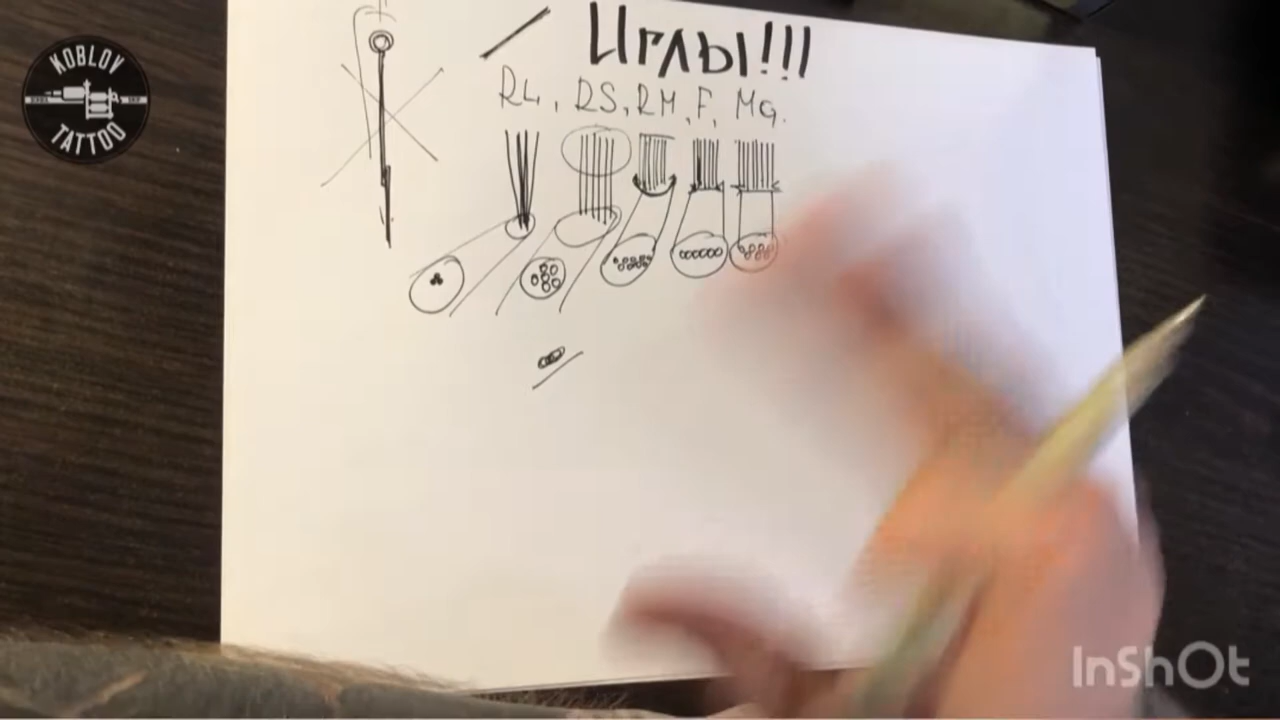 KOBLOV
TATTOO
Иглы!!!
RL, RS, RM, F, Mg.
InShOt